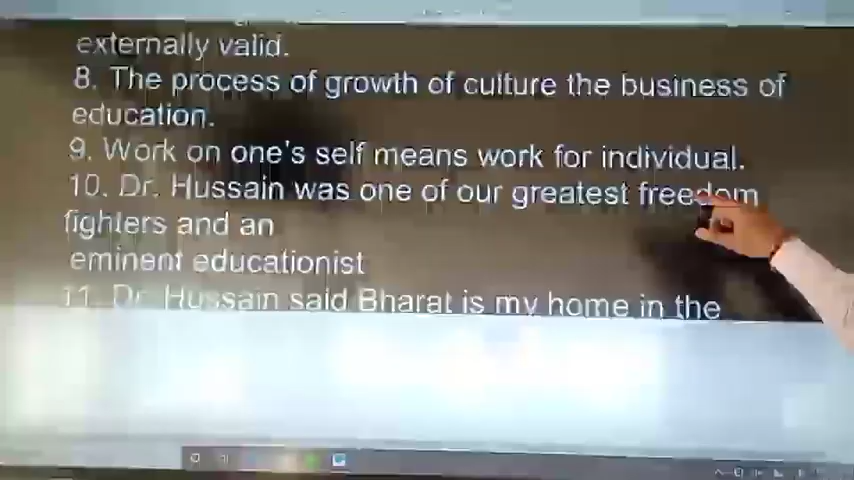 externally valid.
8. The process of growth of culture the business of
education.
9. Work on one's self means work for individual.
10. Dr. Hussain was one of our greatest freedom
fighters and an
eminent educationist
11. Dr. Hussain said Bharat is my home in the